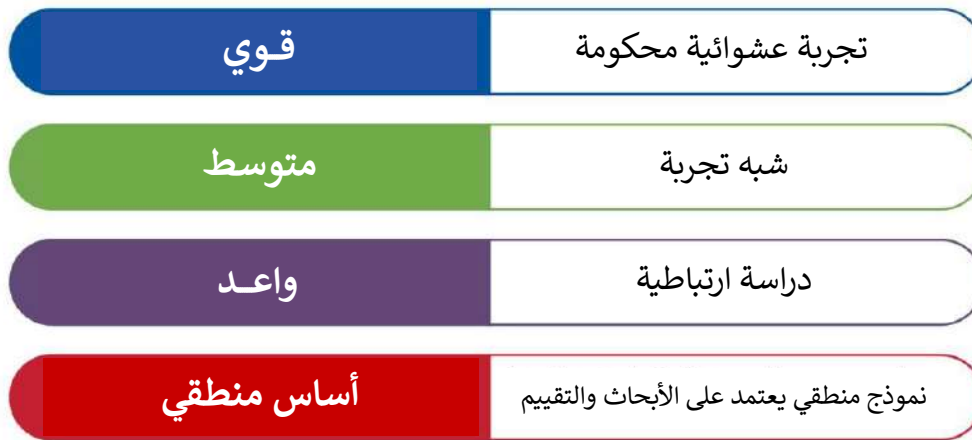 تجربة عشوائية محكومة
قـوي
شبه تجربة
متوسط
دراسة ارتباطية
واعـد
نموذج منطقي يعتمد على الأبحاث والتقييم
أساس منطقي